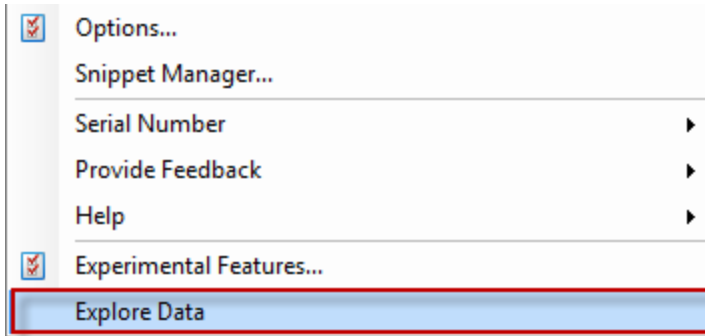 Options...
Snippet Manager...
Serial Number
Provide Feedback
Help
Experimental Features...
Explore Data